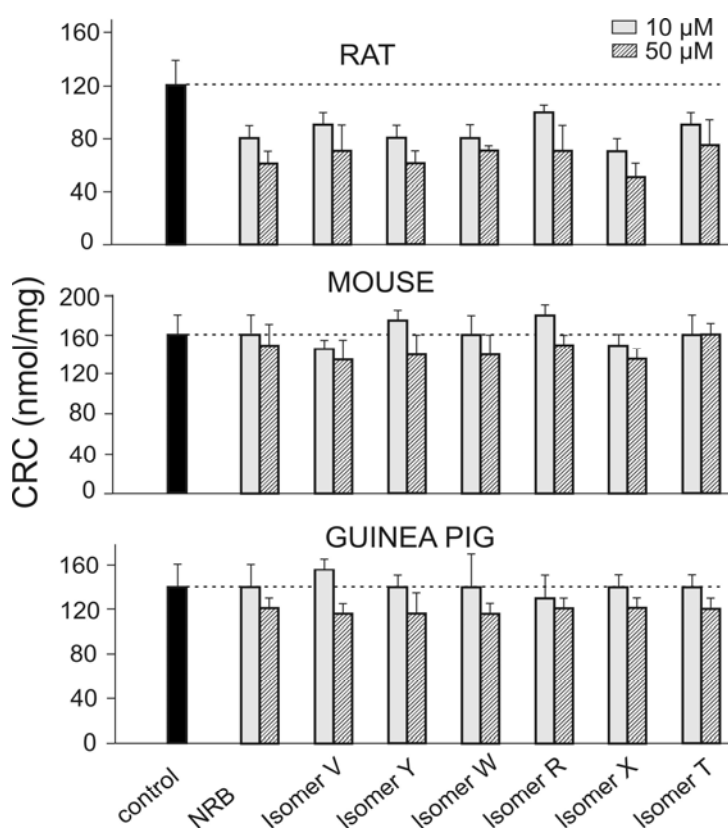 10 µM
50 µM
RAT
160
120
80
40
0
MOUSE
200
160
120
80
40
0
GUINEA PIG
160
120
80
40
0
CRC (nmol/mg)
control
NRB
Isomer V
Isomer Y
Isomer W
Isomer R
Isomer X
Isomer T